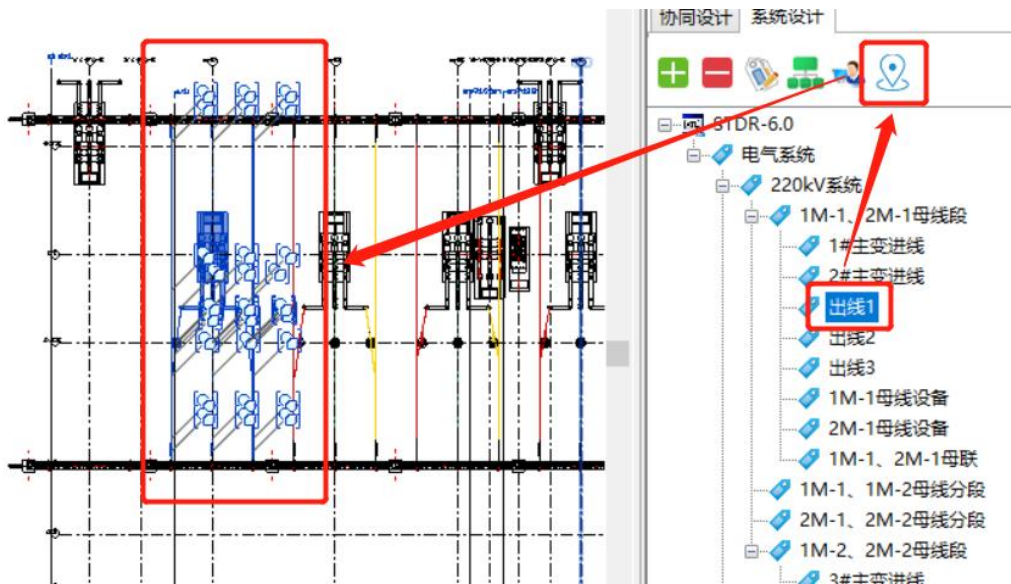 协同设计
系统设计
STDR-6.0
电气系统
220kV系统
1M-1、2M-1母线段
1#主变进线
2#主变进线
出线1
出线2
出线3
1M-1母线设备
2M-1母线设备
1M-1、2M-1母联
1M-1、1M-2母线分段
2M-1、2M-2母线分段
1M-2、2M-2母线段
3#主变进线